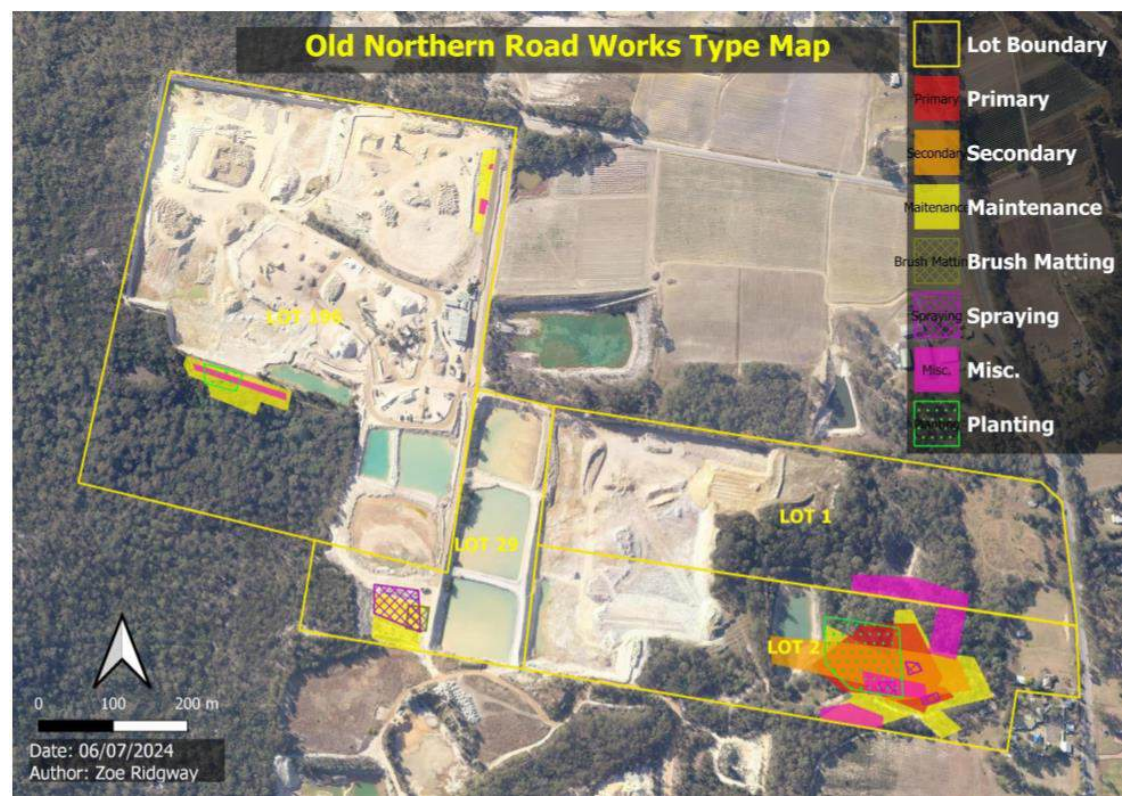 Old Northern Road Works Type Map
Lot Boundary
Primary Primary
Secondary Secondary
Maitenance Maintenance
Brush Mattin Brush Matting
Spraying Spraying
Misc. Misc.
Planting Planting
LOT 196
LOT 1
LOT 29
LOT 2
0 100 200 m
Date: 06/07/2024
Author: Zoe Ridgway